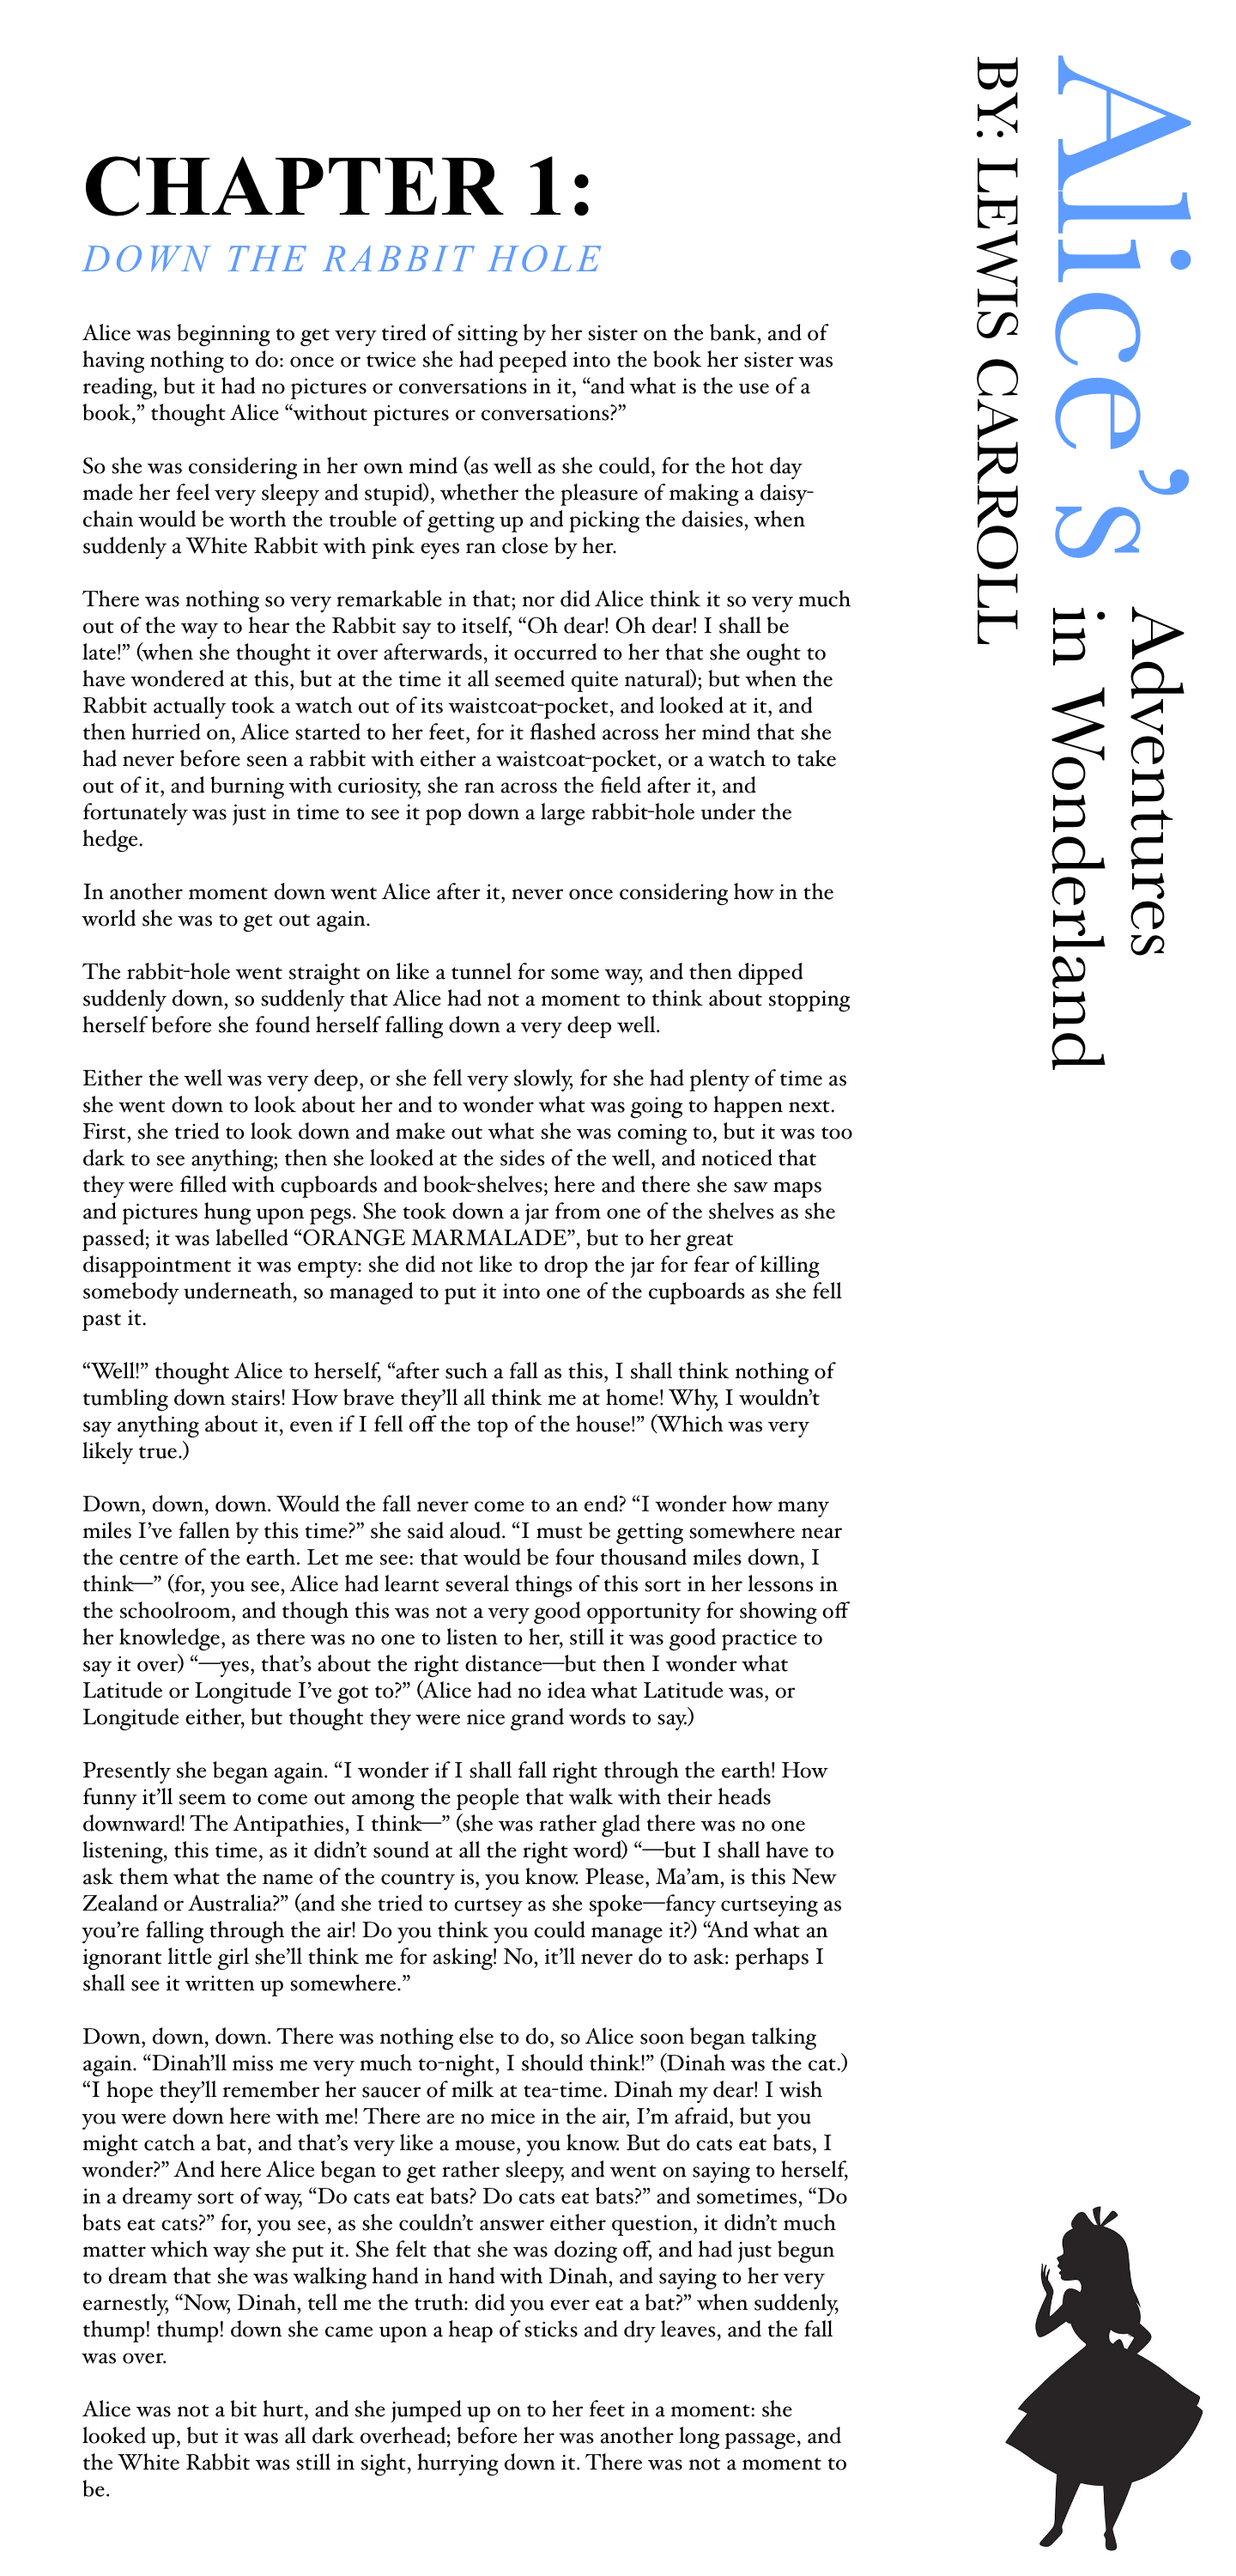 CHAPTER 1:
DOWN THE RABBIT HOLE
Alice was beginning to get very tired of sitting by her sister on the bank, and of
having nothing to do: once or twice she had peeped into the book her sister was
reading, but it had no pictures or conversations in it, “and what is the use of a
book,” thought Alice “without pictures or conversations?”
So she was considering in her own mind (as well as she could, for the hot day
made her feel very sleepy and stupid), whether the pleasure of making a daisy-
chain would be worth the trouble of getting up and picking the daisies, when
suddenly a White Rabbit with pink eyes ran close by her.
There was nothing so very remarkable in that; nor did Alice think it so very much
out of the way to hear the Rabbit say to itself, “Oh dear! Oh dear! I shall be
late!” (when she thought it over afterwards, it occurred to her that she ought to
have wondered at this, but at the time it all seemed quite natural); but when the
Rabbit actually took a watch out of its waistcoat-pocket, and looked at it, and
then hurried on, Alice started to her feet, for it flashed across her mind that she
had never before seen a rabbit with either a waistcoat-pocket, or a watch to take
out of it, and burning with curiosity, she ran across the field after it, and
fortunately was just in time to see it pop down a large rabbit-hole under the
hedge.
In another moment down went Alice after it, never once considering how in the
world she was to get out again.
The rabbit-hole went straight on like a tunnel for some way, and then dipped
suddenly down, so suddenly that Alice had not a moment to think about stopping
herself before she found herself falling down a very deep well.
Either the well was very deep, or she fell very slowly, for she had plenty of time as
she went down to look about her and to wonder what was going to happen next.
First, she tried to look down and make out what she was coming to, but it was too
dark to see anything; then she looked at the sides of the well, and noticed that
they were filled with cupboards and book-shelves; here and there she saw maps
and pictures hung upon pegs. She took down a jar from one of the shelves as she
passed; it was labelled “ORANGE MARMALADE”, but to her great
disappointment it was empty: she did not like to drop the jar for fear of killing
somebody underneath, so managed to put it into one of the cupboards as she fell
past it.
“Well!” thought Alice to herself, “after such a fall as this, I shall think nothing of
tumbling down stairs! How brave they’ll all think me at home! Why, I wouldn’t
say anything about it, even if I fell off the top of the house!” (Which was very
likely true.)
Down, down, down. Would the fall never come to an end? “I wonder how many
miles I’ve fallen by this time?” she said aloud. “I must be getting somewhere near
the centre of the earth. Let me see: that would be four thousand miles down, I
think—” (for, you see, Alice had learnt several things of this sort in her lessons in
the schoolroom, and though this was not a very good opportunity for showing off
her knowledge, as there was no one to listen to her, still it was good practice to
say it over) “—yes, that’s about the right distance—but then I wonder what
Latitude or Longitude I’ve got to?” (Alice had no idea what Latitude was, or
Longitude either, but thought they were nice grand words to say.)
Presently she began again. “I wonder if I shall fall right through the earth! How
funny it’ll seem to come out among the people that walk with their heads
downward! The Antipathies, I think—” (she was rather glad there was no one
listening, this time, as it didn’t sound at all the right word) “—but I shall have to
ask them what the name of the country is, you know. Please, Ma’am, is this New
Zealand or Australia?” (and she tried to curtsey as she spoke—fancy curtseying as
you’re falling through the air! Do you think you could manage it?) “And what an
ignorant little girl she’ll think me for asking! No, it’ll never do to ask: perhaps I
shall see it written up somewhere.”
Down, down, down. There was nothing else to do, so Alice soon began talking
again. “Dinah’ll miss me very much to-night, I should think!” (Dinah was the cat.)
“I hope they’ll remember her saucer of milk at tea-time. Dinah my dear! I wish
you were down here with me! There are no mice in the air, I’m afraid, but you
might catch a bat, and that’s very like a mouse, you know. But do cats eat bats, I
wonder?” And here Alice began to get rather sleepy, and went on saying to herself,
in a dreamy sort of way, “Do cats eat bats? Do cats eat bats?” and sometimes, “Do
bats eat cats?” for, you see, as she couldn’t answer either question, it didn’t much
matter which way she put it. She felt that she was dozing off, and had just begun
to dream that she was walking hand in hand with Dinah, and saying to her very
earnestly, “Now, Dinah, tell me the truth: did you ever eat a bat?” when suddenly,
thump! thump! down she came upon a heap of sticks and dry leaves, and the fall
was over.
Alice was not a bit hurt, and she jumped up on to her feet in a moment: she
looked up, but it was all dark overhead; before her was another long passage, and
the White Rabbit was still in sight, hurrying down it. There was not a moment to
be.
Alice’s
Adventures
in Wonderland
BY: LEWIS CARROLL